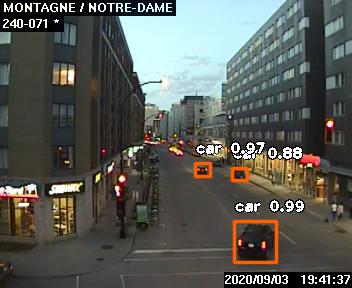 MONTAGNE / NOTRE-DAME
240-071 *
car 0.97
car 0.88
SUBWAY
car 0.99
2020/09/03 19:41:37